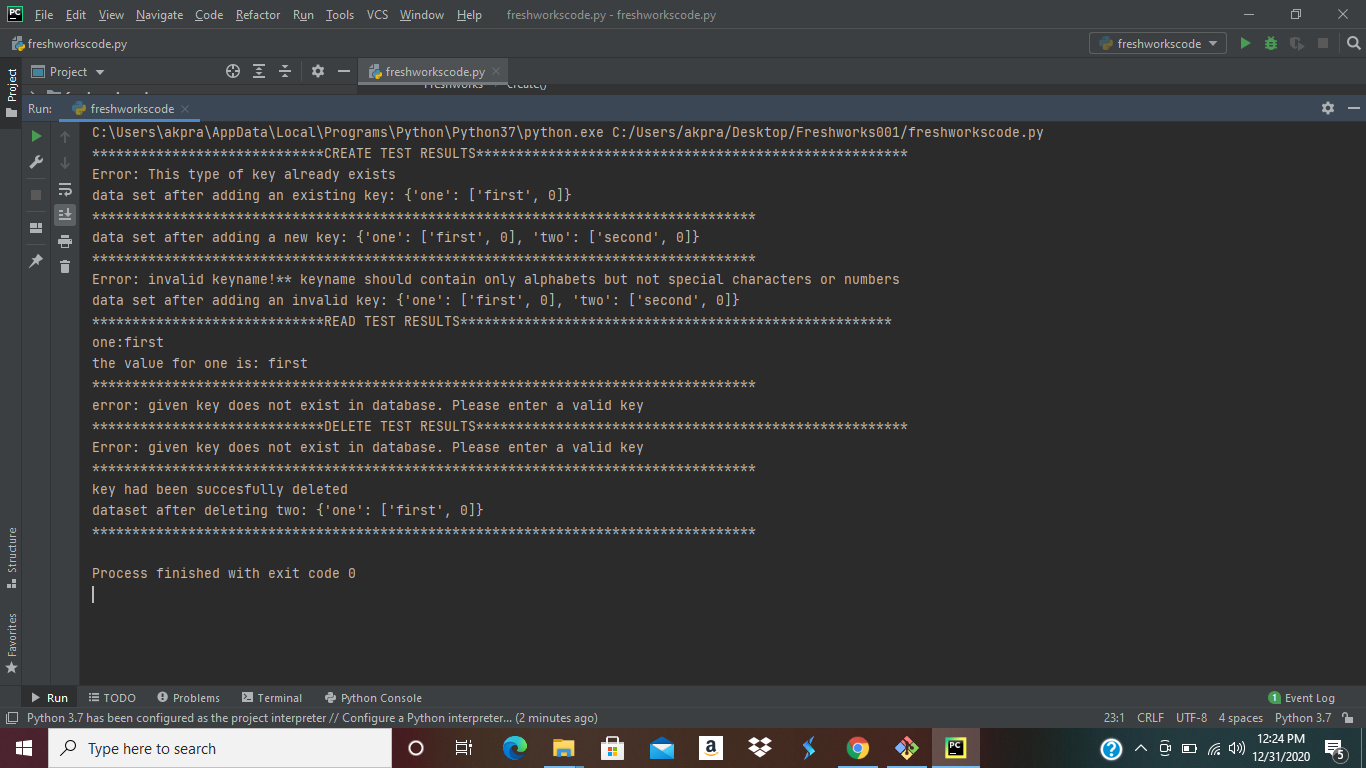 PC File Edit View Navigate Code Refactor Run Tools VCS Window Help freshworkscode.py - freshworkscode.py
freshworkscode.py freshworkscode
Project freshworkscode.py
Freshworks Create()
Run: freshworkscode
C:\Users\akpra\AppData\Local\Programs\Python\Python37\python.exe C:/Users/akpra/Desktop/Freshworks001/freshworkscode.py
*****************************CREATE TEST RESULTS******************************************************
Error: This type of key already exists
data set after adding an existing key: {'one': ['first', 0]}
***********************************************************************************
data set after adding a new key: {'one': ['first', 0], 'two': ['second', 0]}
***********************************************************************************
Error: invalid keyname!** keyname should contain only alphabets but not special characters or numbers
data set after adding an invalid key: {'one': ['first', 0], 'two': ['second', 0]}
*****************************READ TEST RESULTS******************************************************
one:first
the value for one is: first
***********************************************************************************
error: given key does not exist in database. Please enter a valid key
*****************************DELETE TEST RESULTS******************************************************
Error: given key does not exist in database. Please enter a valid key
***********************************************************************************
key had been succesfully deleted
dataset after deleting two: {'one': ['first', 0]}
***********************************************************************************
Process finished with exit code 0
Project
Structure
Favorites
Run TODO Problems Terminal Python Console 1 Event Log
Python 3.7 has been configured as the project interpreter // Configure a Python interpreter... (2 minutes ago) 23:1 CRLF UTF-8 4 spaces Python 3.7
Type here to search
a
PC
12:24 PM
12/31/2020
5